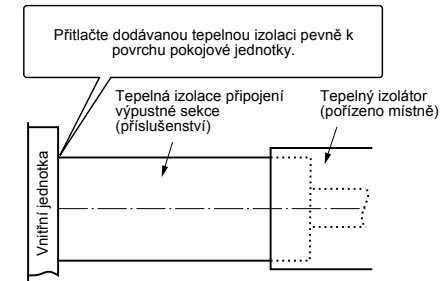 Přitlačte dodávanou tepelnou izolaci pevně k
povrchu pokojové jednotky.
Tepelná izolace připojení
výpustné sekce
(příslušenství)
Tepelný izolátor
(pořízeno místně)
Vnitřní jednotka